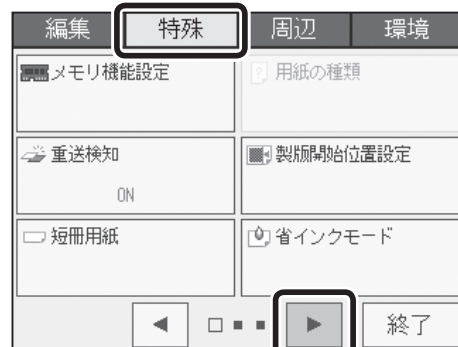 編集 特殊 周辺 環境
メモリ機能設定 用紙の種類
重送検知 製版開始位置設定
ON
短冊用紙 省インクモード
終了